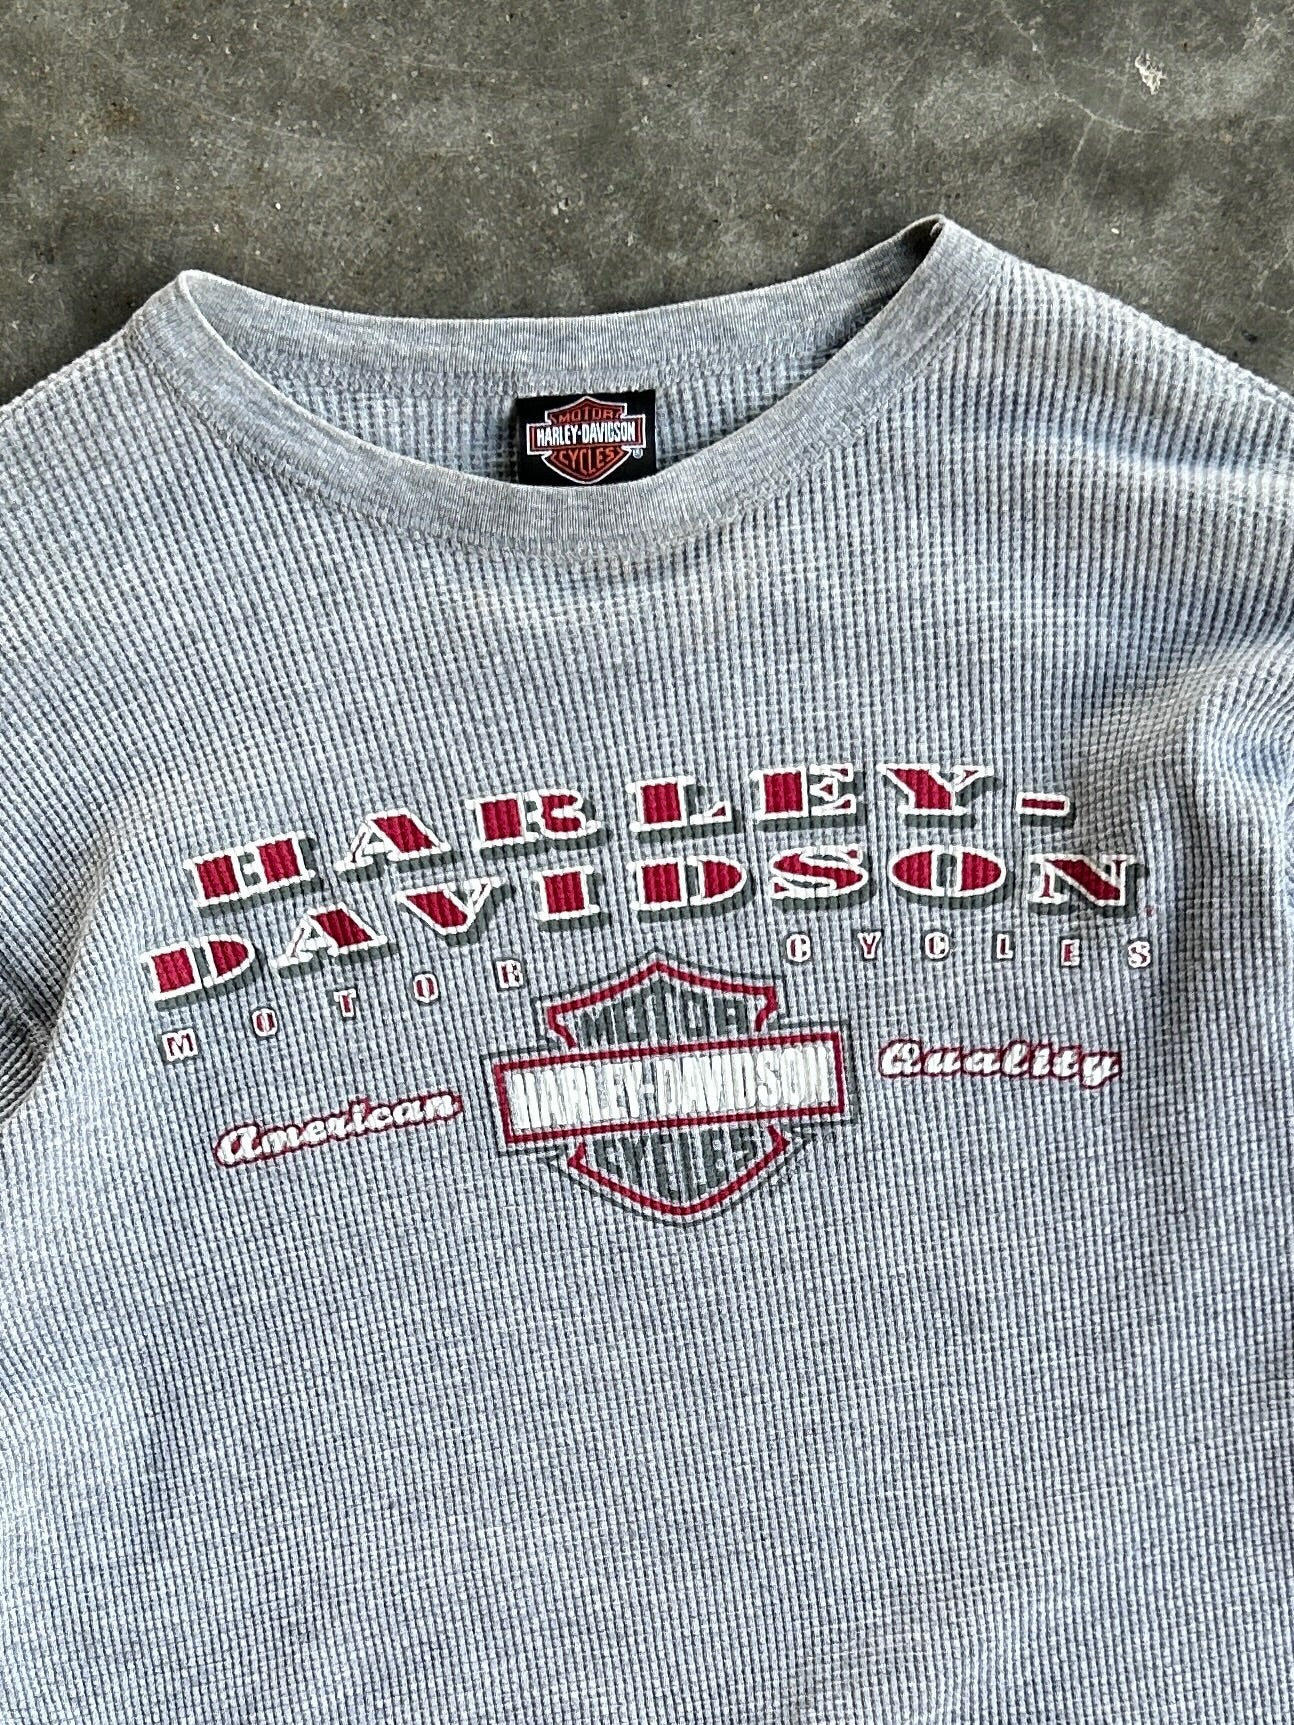 MOTOR
HARLEY-DAVIDSON
CYCLES
®
HARLEY-
DAVIDSON
MOTOR CYCLES
American Quality
MOTOR
HARLEY-DAVIDSON
CYCLES